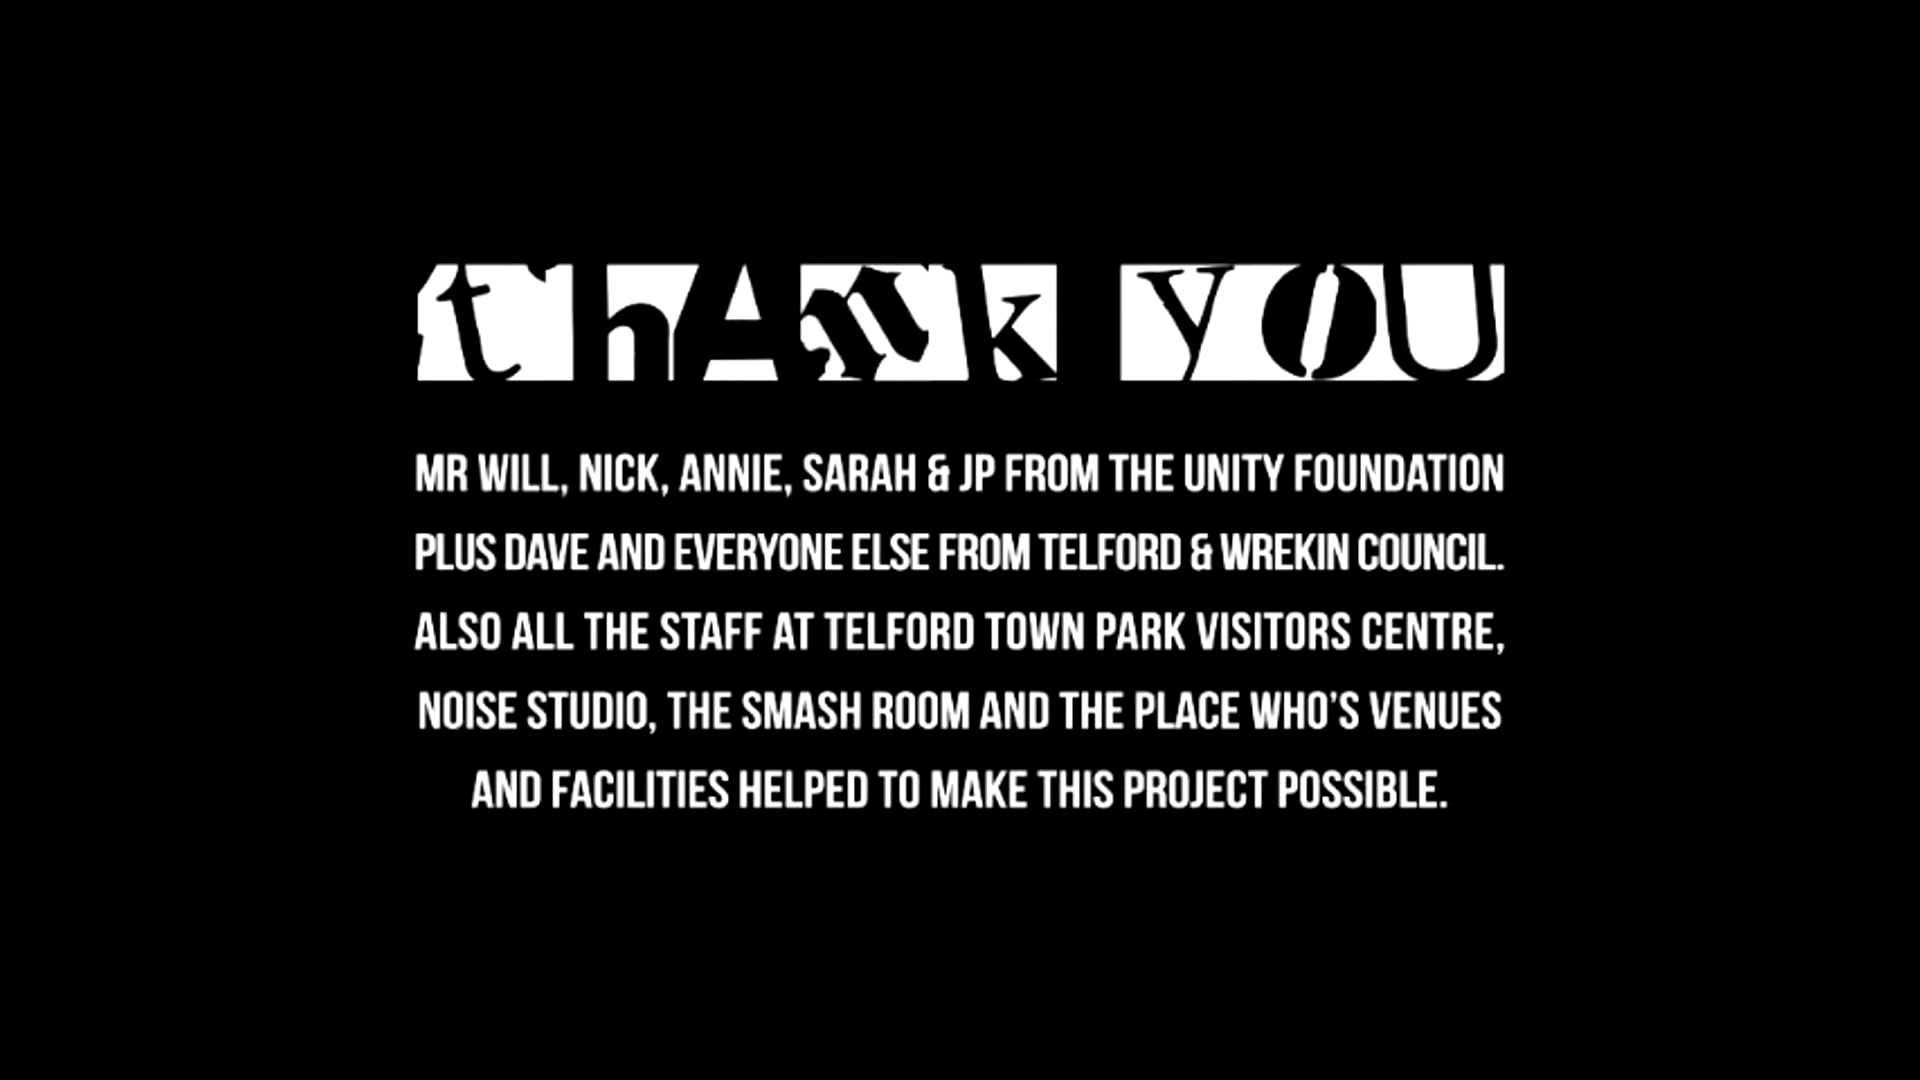 thAnk yOU
MR WILL, NICK, ANNIE, SARAH & JP FROM THE UNITY FOUNDATION
PLUS DAVE AND EVERYONE ELSE FROM TELFORD & WREKIN COUNCIL.
ALSO ALL THE STAFF AT TELFORD TOWN PARK VISITORS CENTRE,
NOISE STUDIO, THE SMASH ROOM AND THE PLACE WHO'S VENUES
AND FACILITIES HELPED TO MAKE THIS PROJECT POSSIBLE.